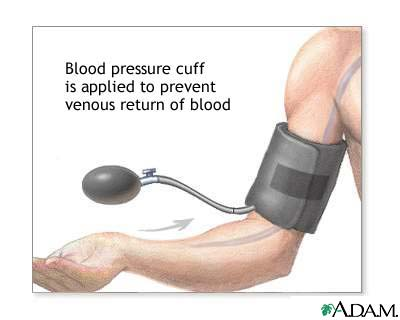 Blood pressure cuff
is applied to prevent
venous return of blood
A.D.A.M.